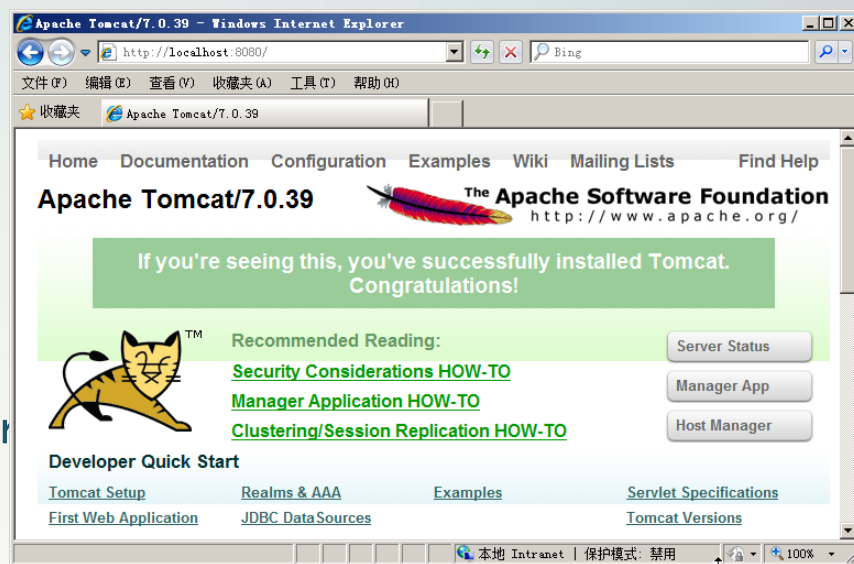 Apache Tomcat/7.0.39 - Windows Internet Explorer
http://localhost:8080/
Bing
文件(F) 编辑(E) 查看(V) 收藏夹(A) 工具(T) 帮助(H)
收藏夹 Apache Tomcat/7.0.39
Home Documentation Configuration Examples Wiki Mailing Lists Find Help
Apache Tomcat/7.0.39
The Apache Software Foundation
http://www.apache.org/
If you're seeing this, you've successfully installed Tomcat.
Congratulations!
TM
Recommended Reading:
Security Considerations HOW-TO
Manager Application HOW-TO
Clustering/Session Replication HOW-TO
Server Status
Manager App
Host Manager
Developer Quick Start
Tomcat Setup Realms & AAA Examples Servlet Specifications
First Web Application JDBC DataSources Tomcat Versions
本地 Intranet | 保护模式: 禁用 100%